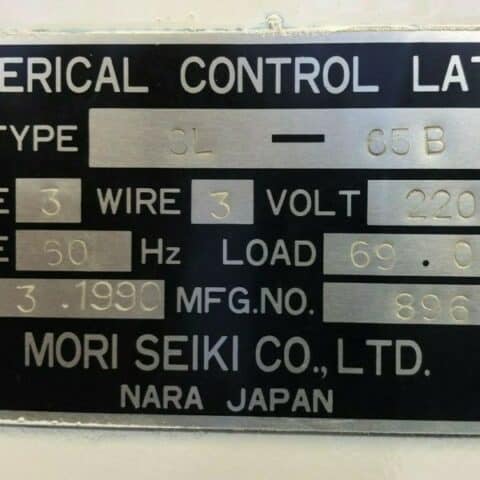 ERICAL CONTROL LAT
TYPE SL — 65B
E 3 WIRE 3 VOLT 220
E 60 Hz LOAD 69.0
3.1990 MFG.NO. 896
MORI SEIKI CO., LTD.
NARA JAPAN